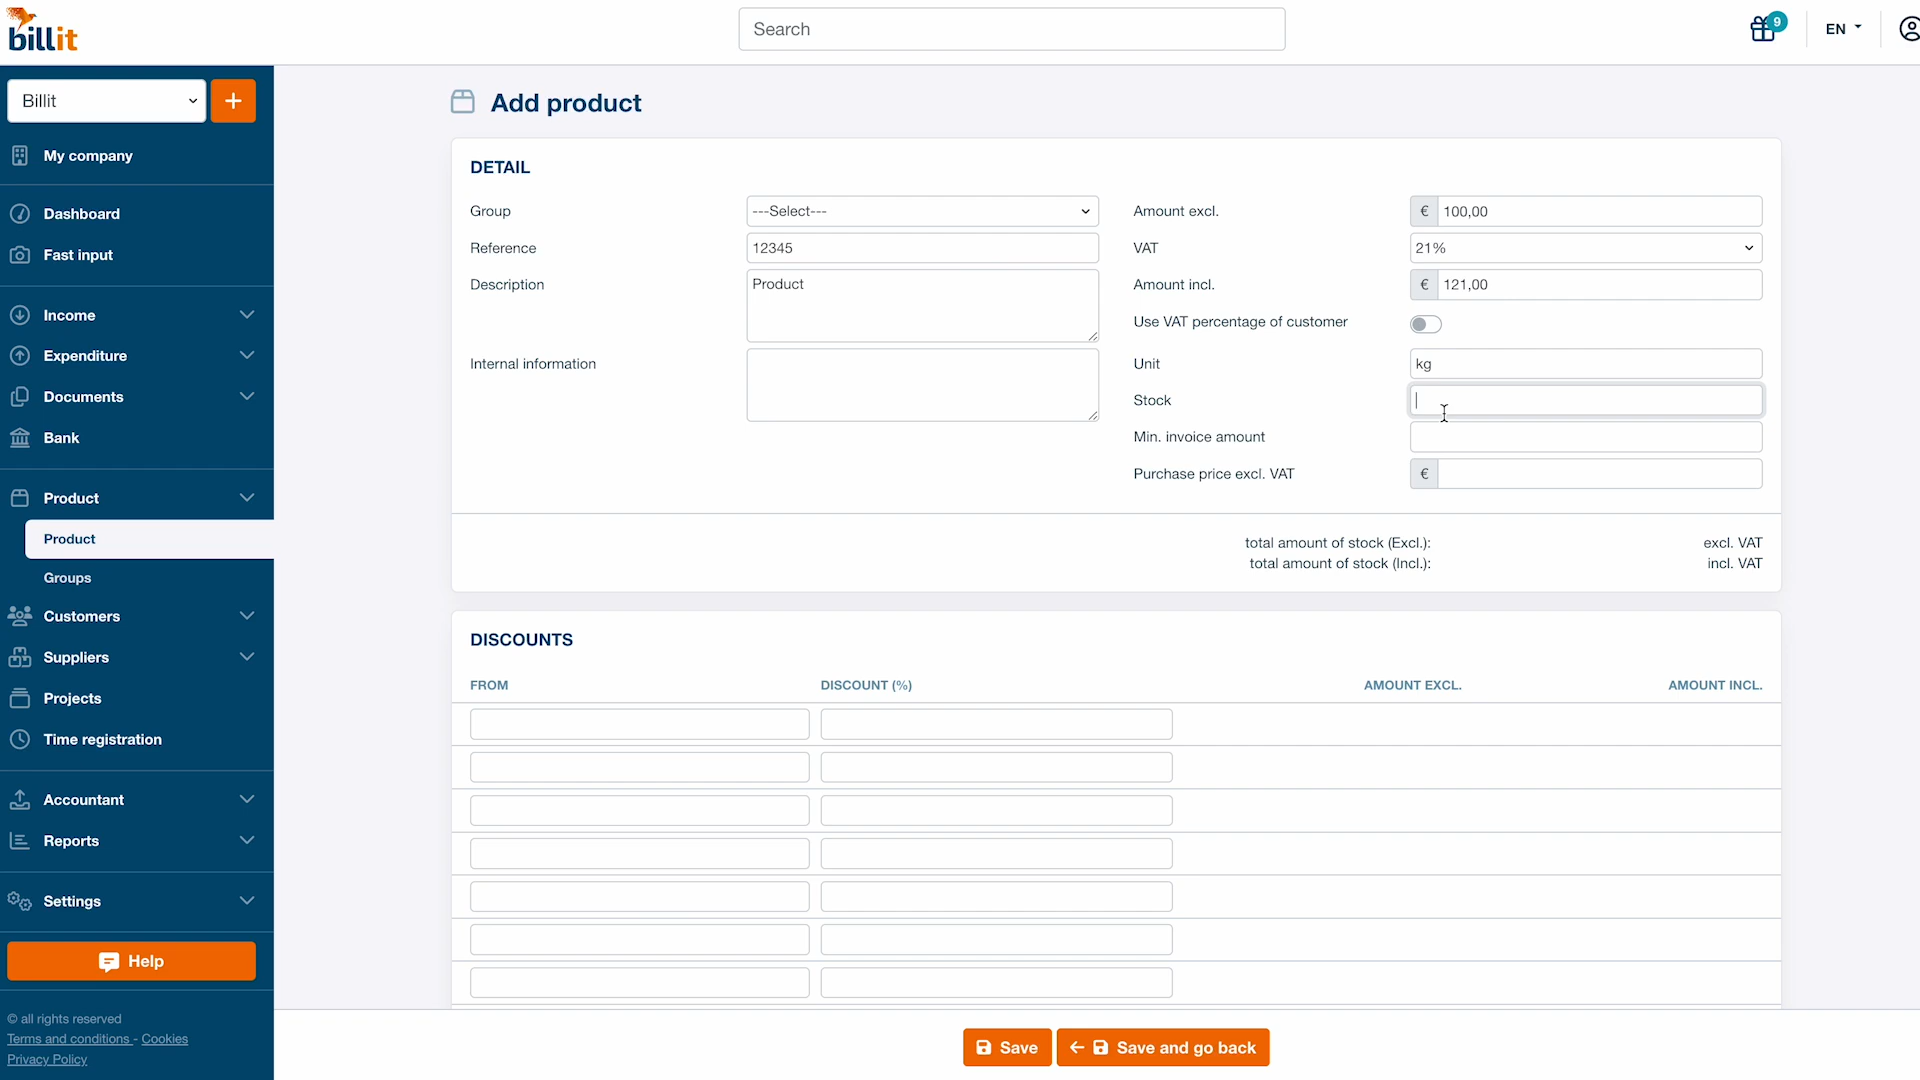 billit
Search
9
EN
Billit
+
My company
Dashboard
Fast input
Income
Expenditure
Documents
Bank
Product
Product
Groups
Customers
Suppliers
Projects
Time registration
Accountant
Reports
Settings
Help
© all rights reserved
Terms and conditions - Cookies
Privacy Policy
Add product
DETAIL
Group
---Select---
Reference
12345
Description
Product
Internal information
Amount excl.
€ 100,00
VAT
21%
Amount incl.
€ 121,00
Use VAT percentage of customer
Unit
kg
Stock
Min. invoice amount
Purchase price excl. VAT
€
total amount of stock (Excl.): excl. VAT
total amount of stock (Incl.): incl. VAT
DISCOUNTS
FROM DISCOUNT (%) AMOUNT EXCL. AMOUNT INCL.
Save
Save and go back